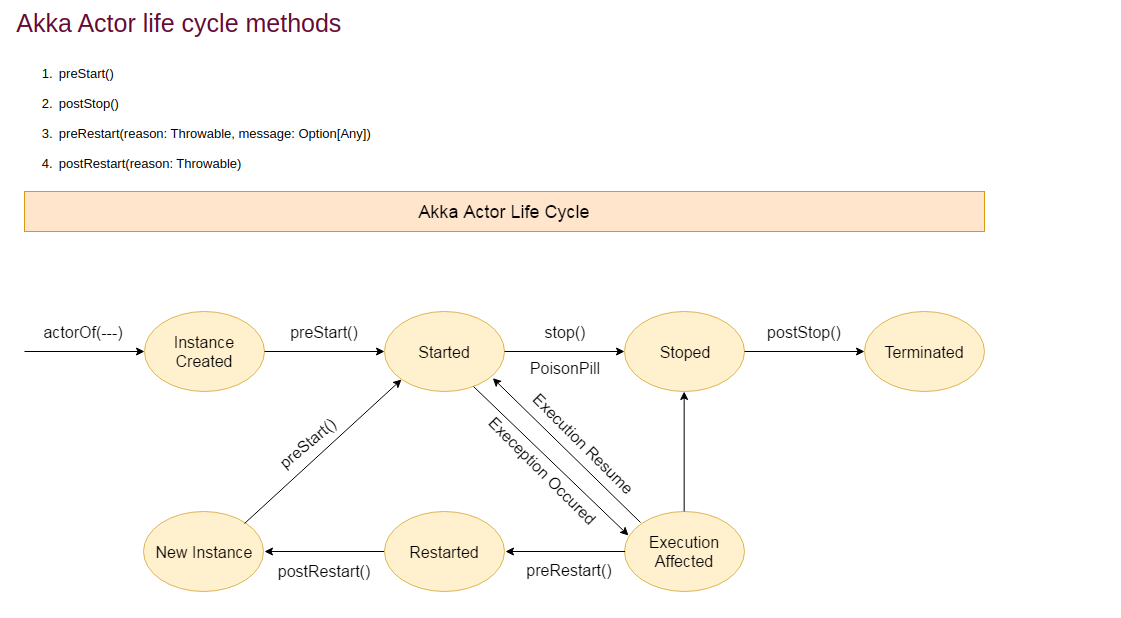 Akka Actor life cycle methods
1. preStart()
2. postStop()
3. preRestart(reason: Throwable, message: Option[Any])
4. postRestart(reason: Throwable)
Akka Actor Life Cycle
actorOf(---)
Instance
Created
preStart()
Started
stop()
PoisonPill
Stoped
postStop()
Terminated
preStart()
Execution Resume
Exeception Occured
New Instance
postRestart()
Restarted
preRestart()
Execution
Affected